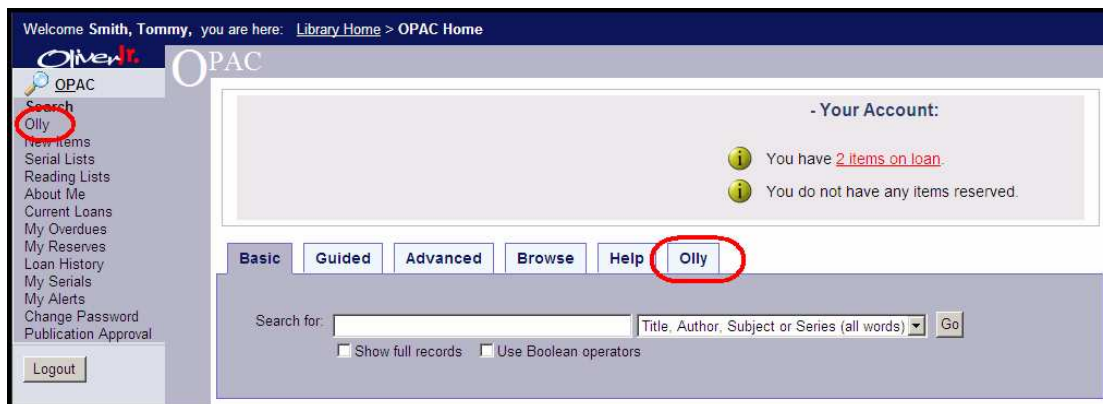 Welcome Smith, Tommy, you are here: Library Home > OPAC Home
OliverJr.
OPAC
OPAC
Search
Olly
New Items
Serial Lists
Reading Lists
About Me
Current Loans
My Overdues
My Reserves
Loan History
My Serials
My Alerts
Change Password
Publication Approval
Logout
- Your Account:
You have 2 items on loan.
You do not have any items reserved.
Basic Guided Advanced Browse Help Olly
Search for: Title, Author, Subject or Series (all words) Go
Show full records Use Boolean operators